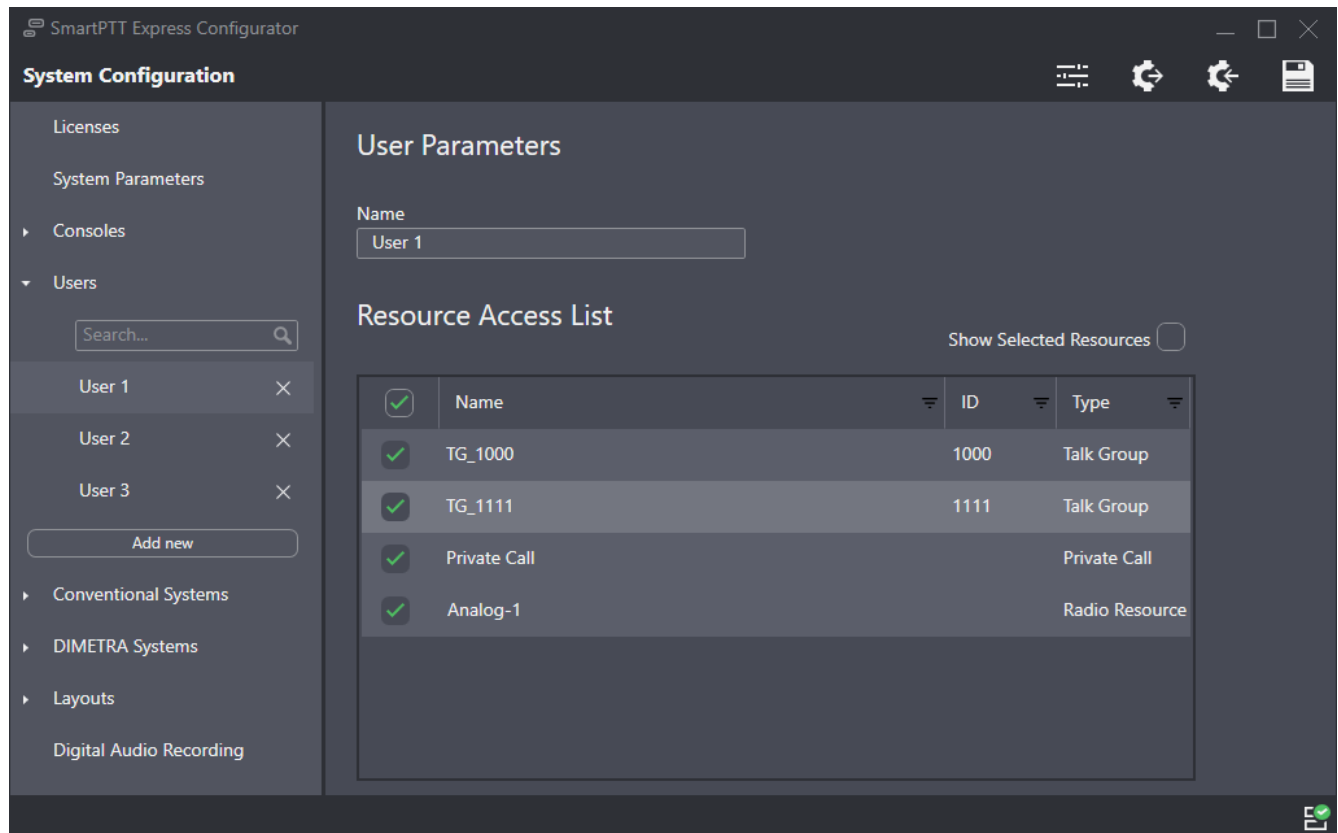 SmartPTT Express Configurator
System Configuration
Licenses
System Parameters
Consoles
Users
Search...
User 1
User 2
User 3
Add new
Conventional Systems
DIMETRA Systems
Layouts
Digital Audio Recording
User Parameters
Name
User 1
Resource Access List
Show Selected Resources
Name ID Type
TG_1000 1000 Talk Group
TG_1111 1111 Talk Group
Private Call Private Call
Analog-1 Radio Resource